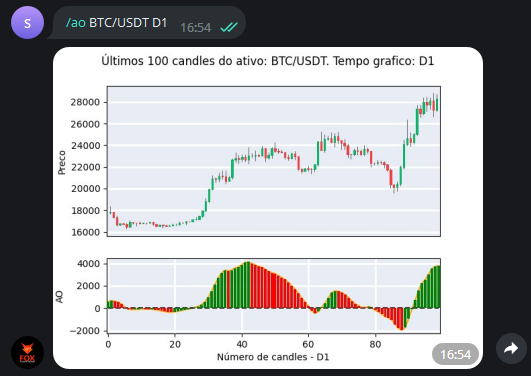 S
/ao BTC/USDT D1 16:54
Últimos 100 candles do ativo: BTC/USDT. Tempo grafico: D1
28000
26000
24000
22000
20000
18000
16000
Preco
4000
2000
0
−2000
AO
0 20 40 60 80
Número de candles - D1
FOX
16:54